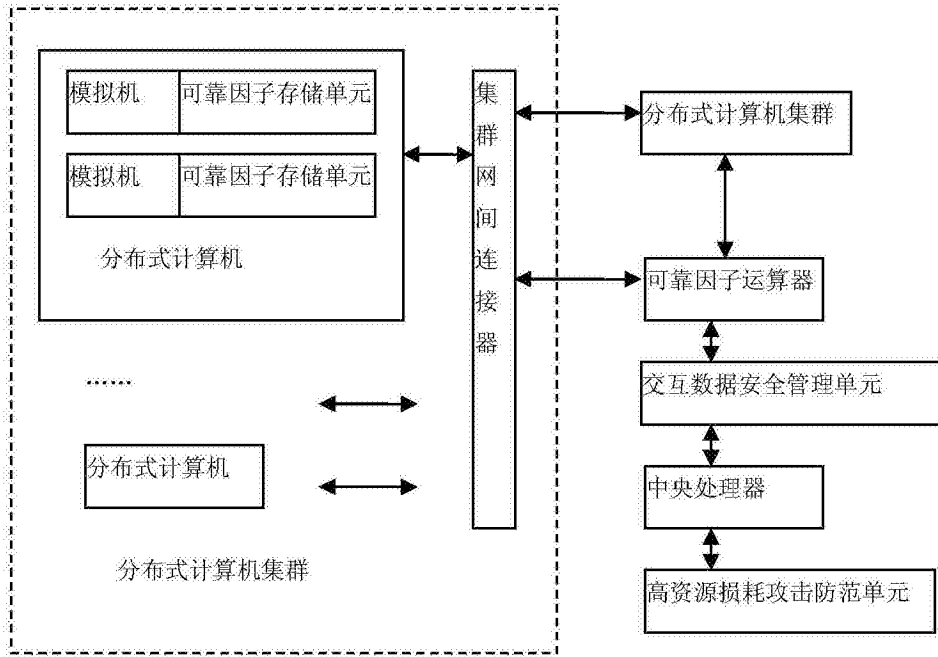 模拟机 可靠因子存储单元
模拟机 可靠因子存储单元
分布式计算机
……
分布式计算机
分布式计算机集群
集群网间连接器
分布式计算机集群
可靠因子运算器
交互数据安全管理单元
中央处理器
高资源损耗攻击防范单元